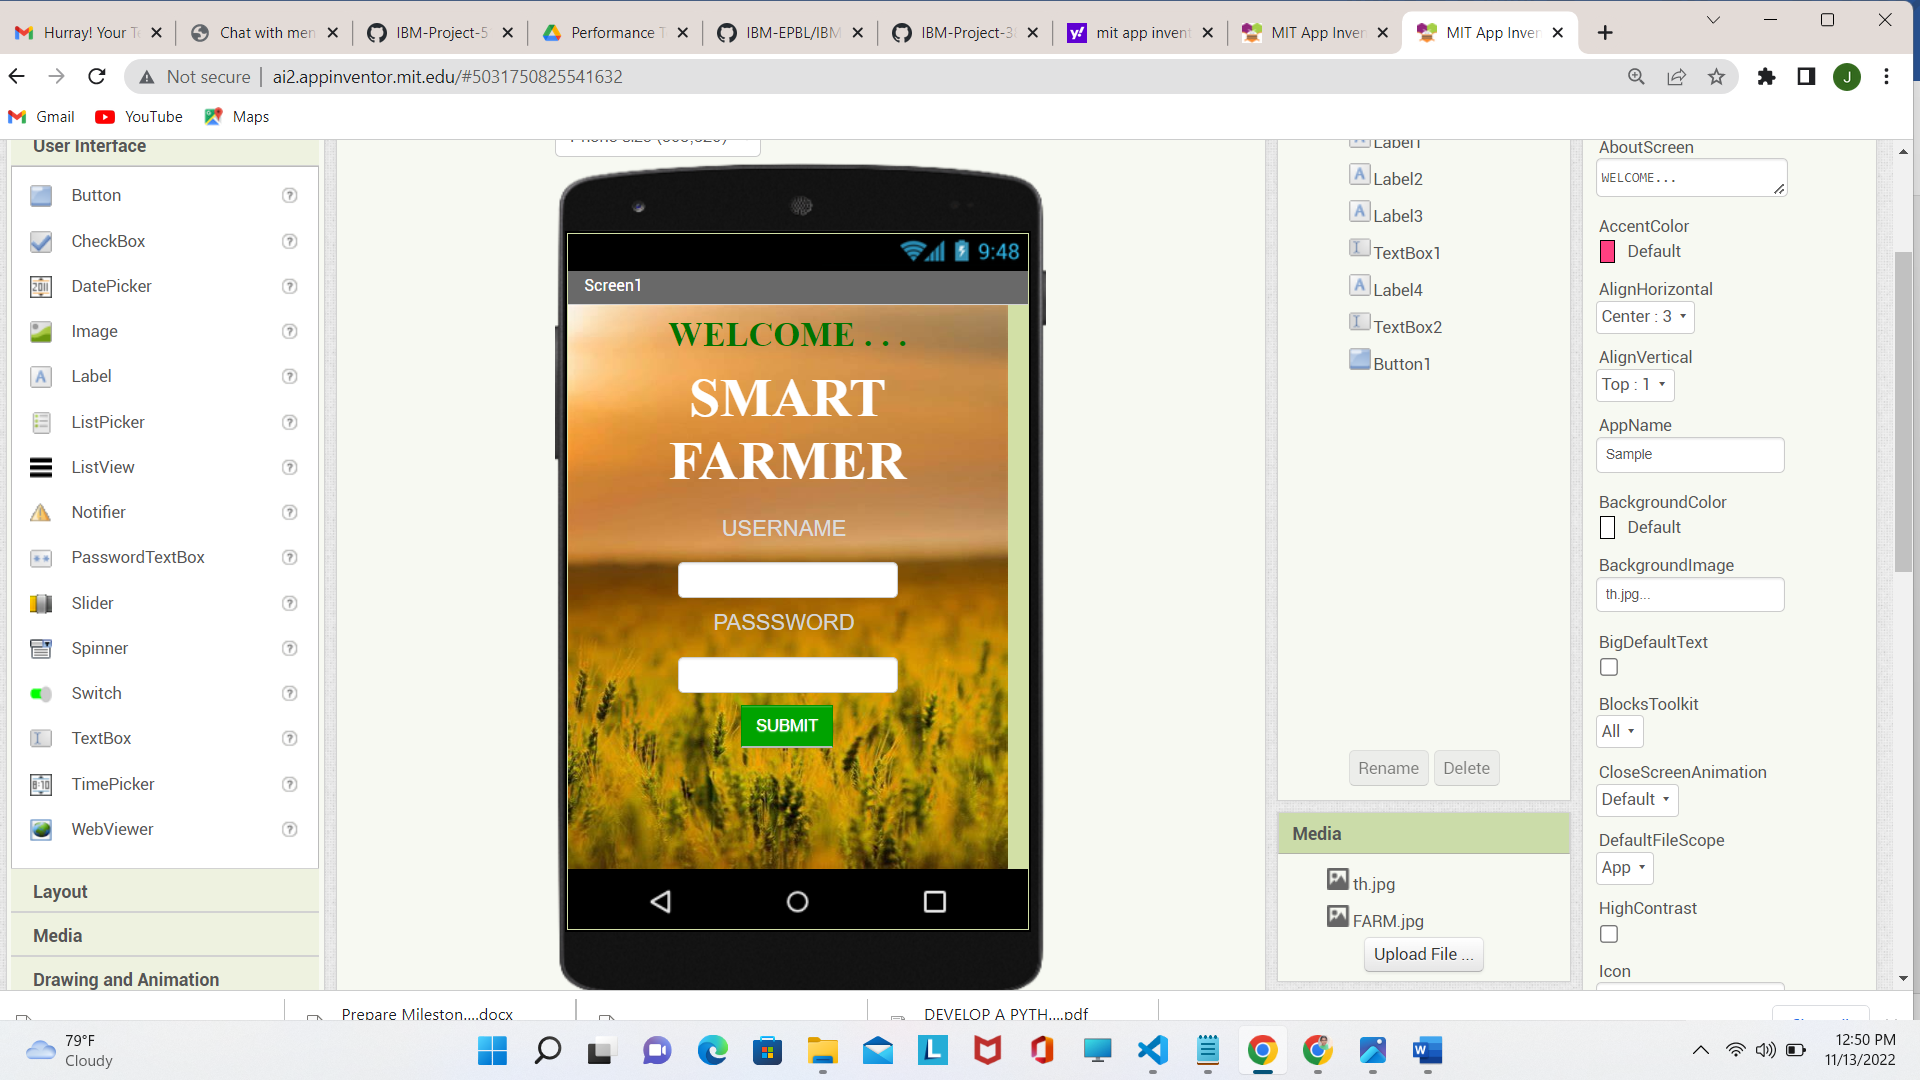 Hurray! Your T
Chat with men
IBM-Project-5
Performance T
IBM-EPBL/IBM
IBM-Project-3
mit app invent
MIT App Inven
MIT App Inven
Not secure
ai2.appinventor.mit.edu/#5031750825541632
J
Gmail
YouTube
Maps
User Interface
Button
CheckBox
DatePicker
Image
Label
ListPicker
ListView
Notifier
PasswordTextBox
Slider
Spinner
Switch
TextBox
TimePicker
WebViewer
Layout
Media
Drawing and Animation
9:48
Screen1
WELCOME . . .
SMART
FARMER
USERNAME
PASSSWORD
SUBMIT
Label1
Label2
Label3
TextBox1
Label4
TextBox2
Button1
Rename
Delete
Media
th.jpg
FARM.jpg
Upload File ...
AboutScreen
WELCOME...
AccentColor
Default
AlignHorizontal
Center : 3
AlignVertical
Top : 1
AppName
Sample
BackgroundColor
Default
BackgroundImage
th.jpg...
BigDefaultText
BlocksToolkit
All
CloseScreenAnimation
Default
DefaultFileScope
App
HighContrast
Icon
Prepare Mileston....docx
DEVELOP A PYTH....pdf
79°F
Cloudy
12:50 PM
11/13/2022